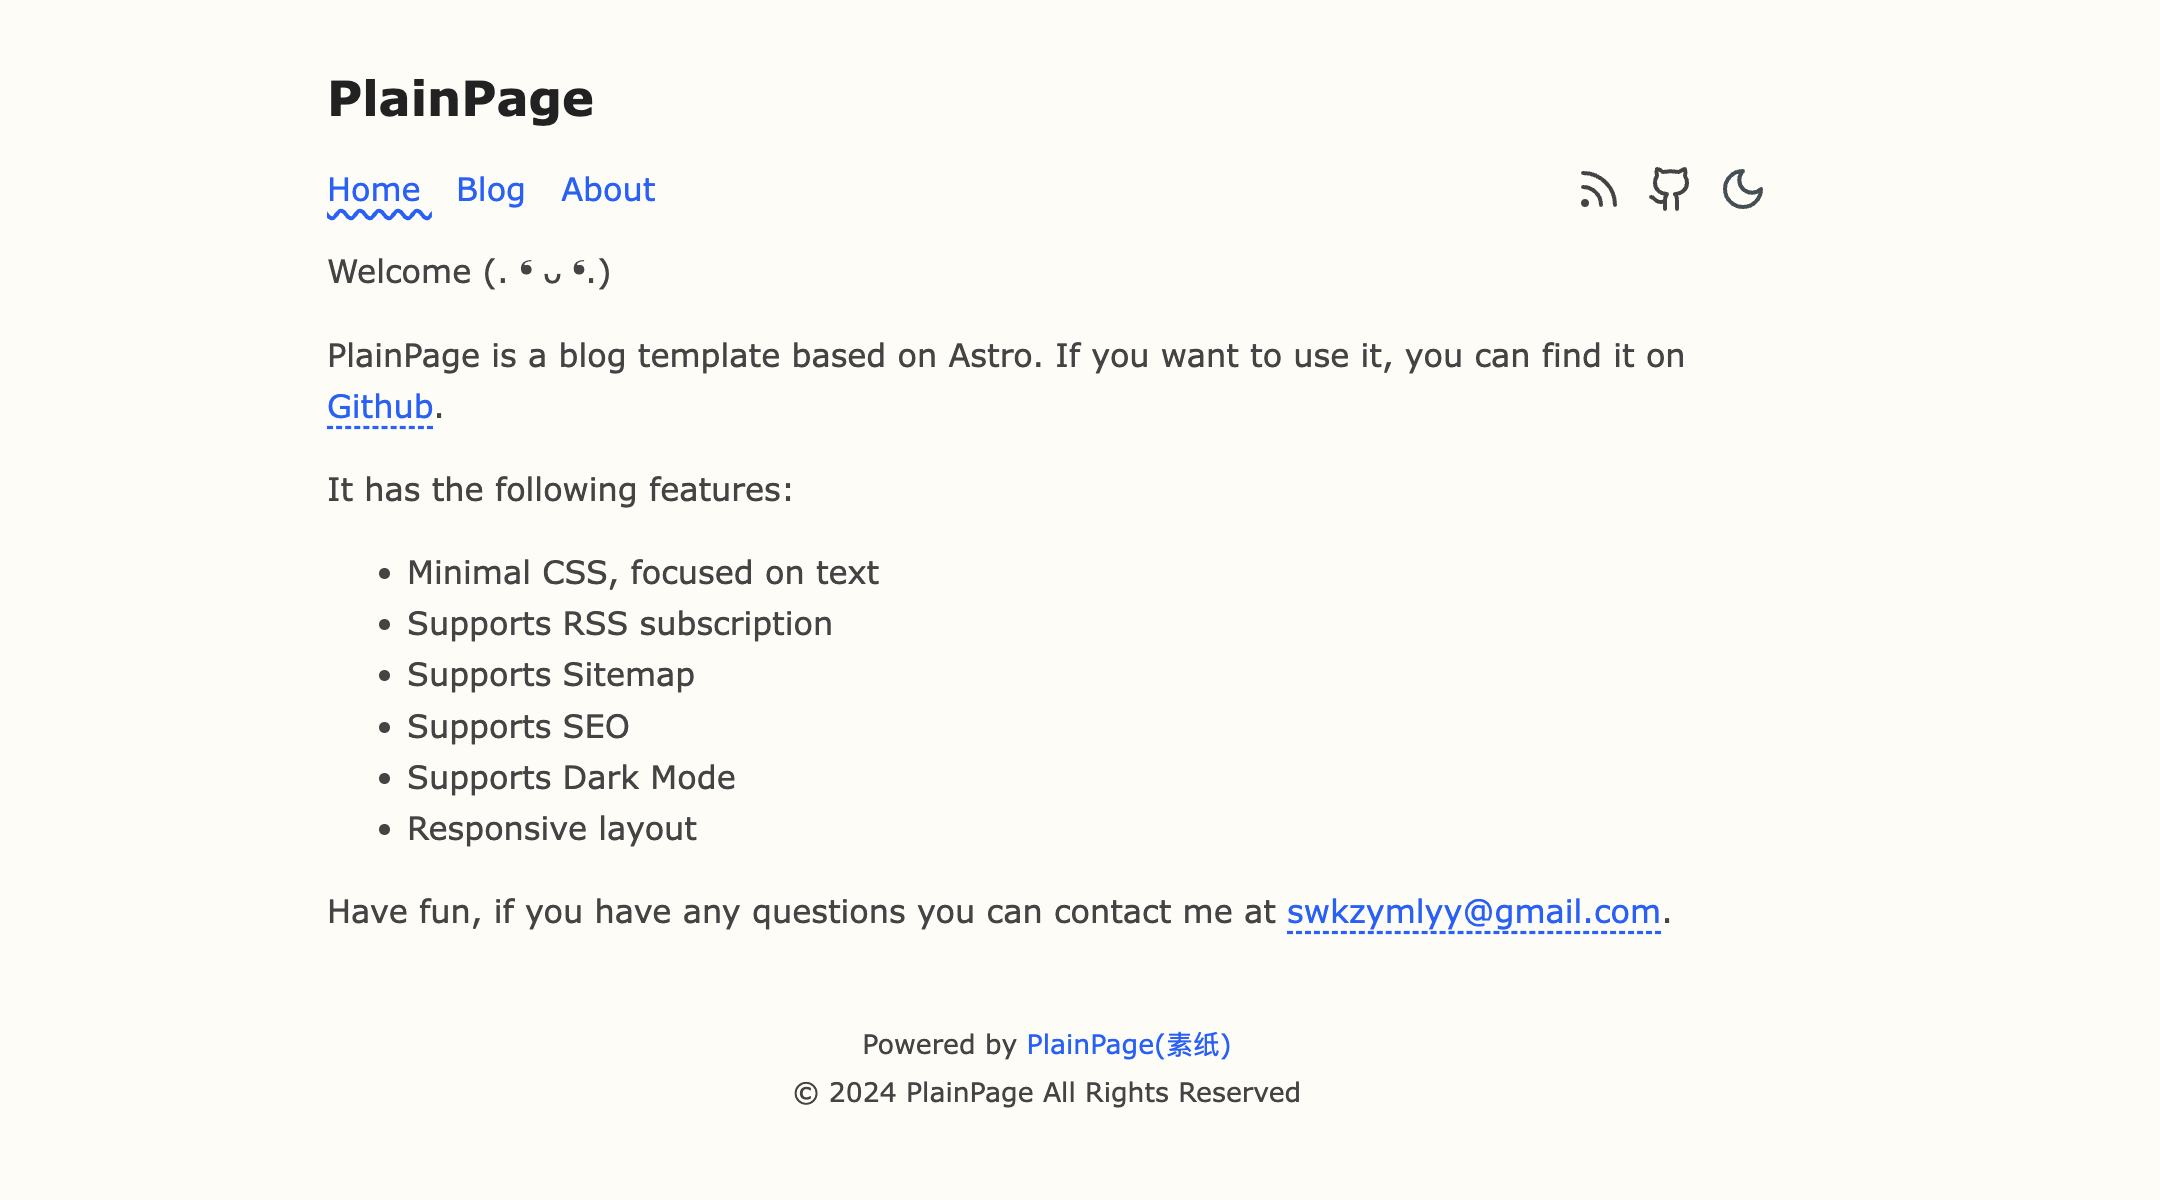 PlainPage
Home Blog About
Welcome (. ❛ ᴗ ❛.)
PlainPage is a blog template based on Astro. If you want to use it, you can find it on
Github.
It has the following features:
• Minimal CSS, focused on text
• Supports RSS subscription
• Supports Sitemap
• Supports SEO
• Supports Dark Mode
• Responsive layout
Have fun, if you have any questions you can contact me at swkzymlyy@gmail.com.
Powered by PlainPage(素纸)
© 2024 PlainPage All Rights Reserved